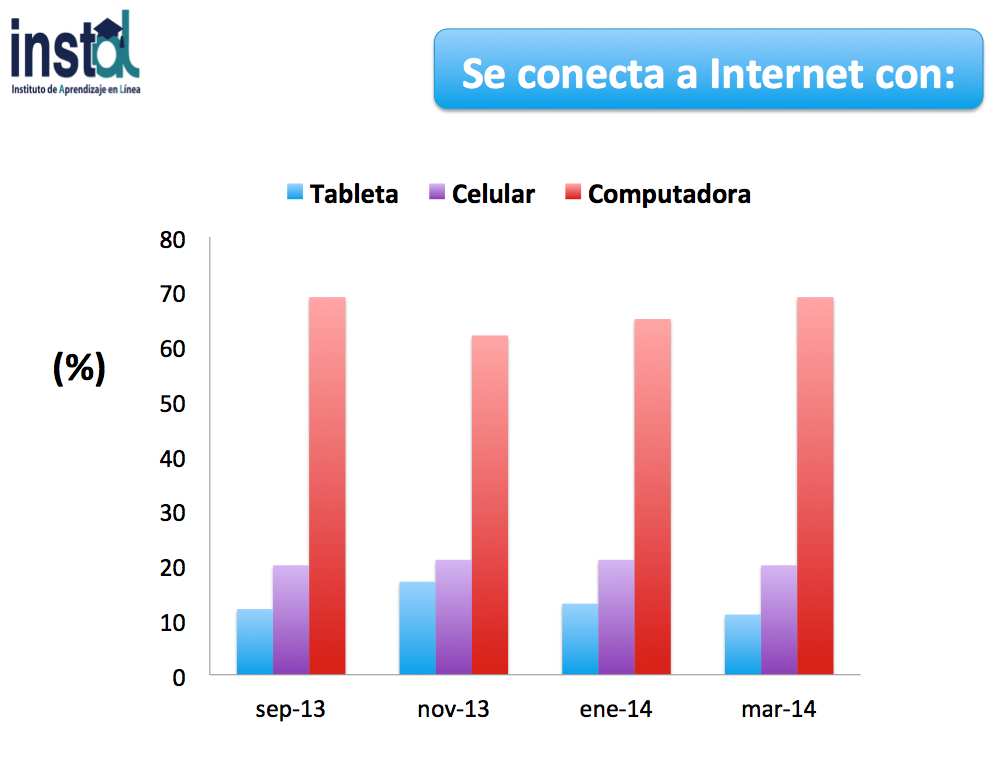 instal
Instituto de Aprendizaje en Línea
Se conecta a Internet con:
Tableta Celular Computadora
80
70
(%)
60
50
40
30
20
10
0
sep-13 nov-13 ene-14 mar-14